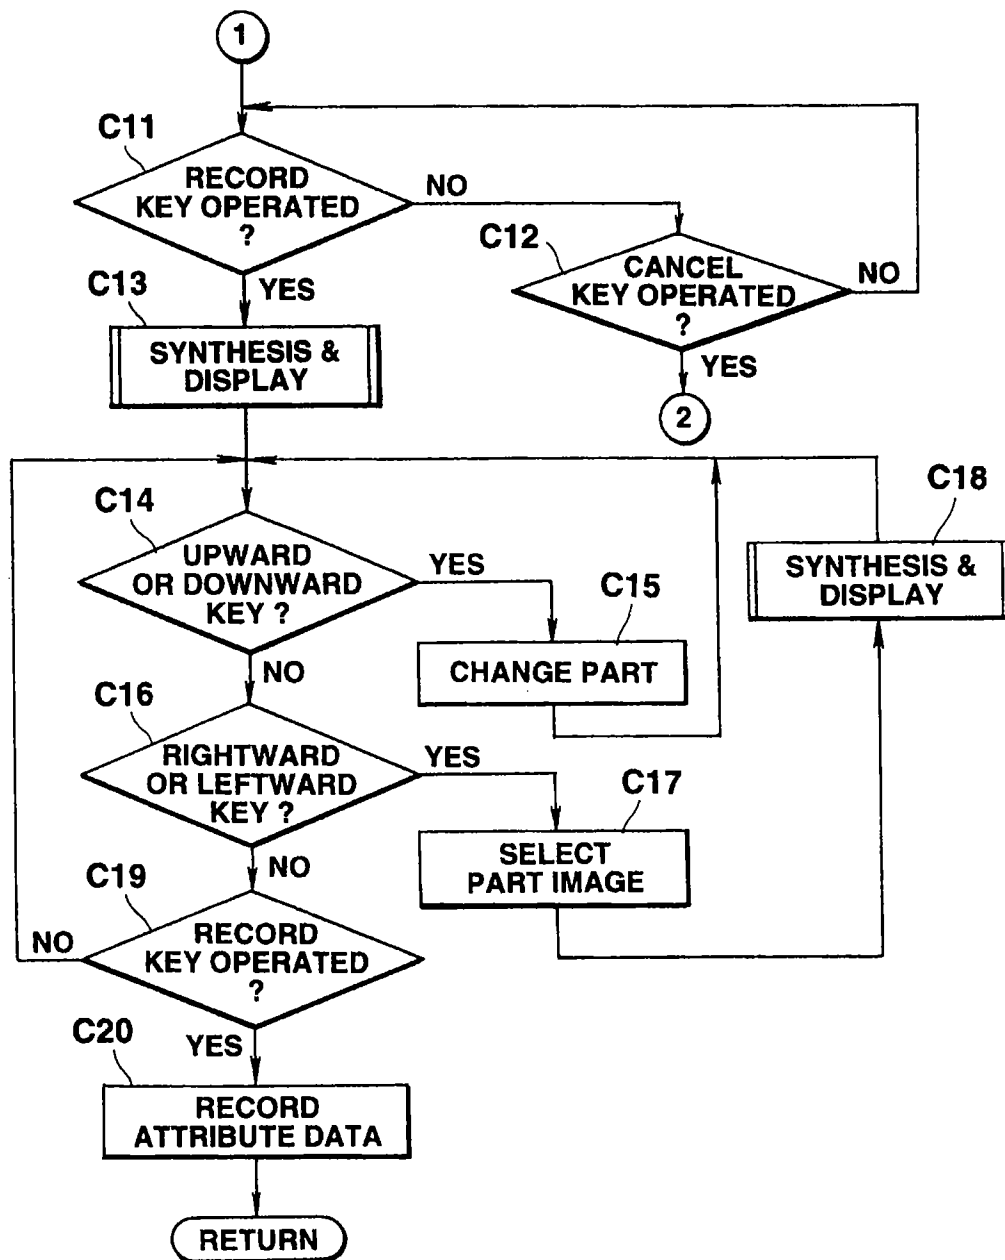 1
C11
RECORD
KEY OPERATED
?
NO
C12
CANCEL
KEY OPERATED
?
NO
YES
C13
SYNTHESIS &
DISPLAY
YES
2
C14
UPWARD
OR DOWNWARD
KEY ?
YES
C15
CHANGE PART
C18
SYNTHESIS &
DISPLAY
NO
C16
RIGHTWARD
OR LEFTWARD
KEY ?
YES
C17
SELECT
PART IMAGE
NO
C19
RECORD
KEY OPERATED
?
NO
YES
C20
RECORD
ATTRIBUTE DATA
RETURN